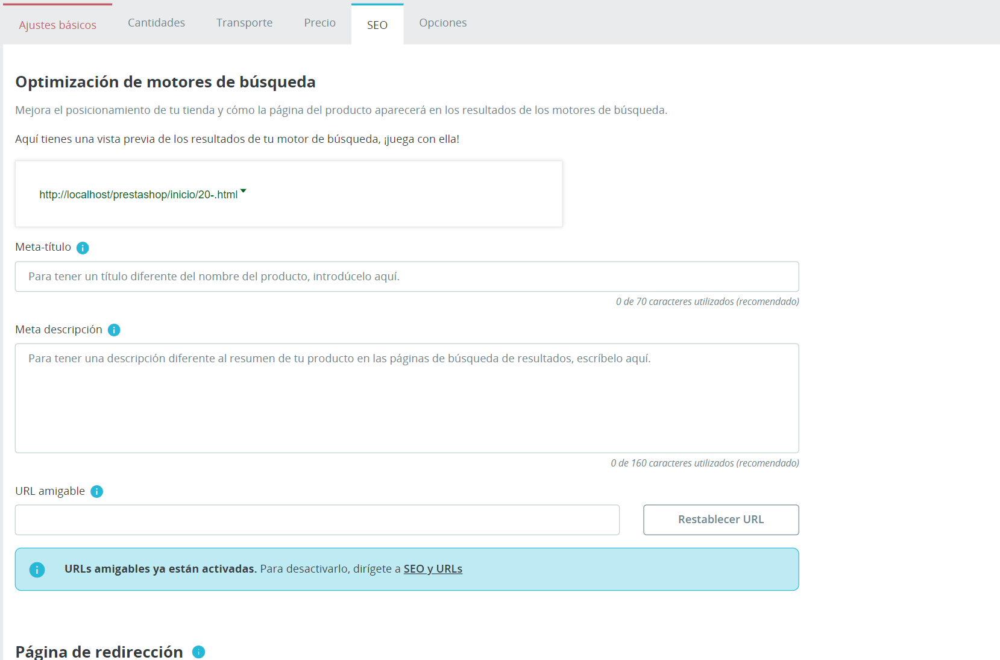 Ajustes básicos Cantidades Transporte Precio SEO Opciones
Optimización de motores de búsqueda
Mejora el posicionamiento de tu tienda y cómo la página del producto aparecerá en los resultados de los motores de búsqueda.
Aquí tienes una vista previa de los resultados de tu motor de búsqueda, ¡juega con ella!
http://localhost/prestashop/inicio/20-.html
Meta-título
Para tener un título diferente del nombre del producto, introdúcelo aquí.
0 de 70 caracteres utilizados (recomendado)
Meta descripción
Para tener una descripción diferente al resumen de tu producto en las páginas de búsqueda de resultados, escríbelo aquí.
0 de 160 caracteres utilizados (recomendado)
URL amigable
Restablecer URL
URLs amigables ya están activadas. Para desactivarlo, dirígete a SEO y URLs
Página de redirección